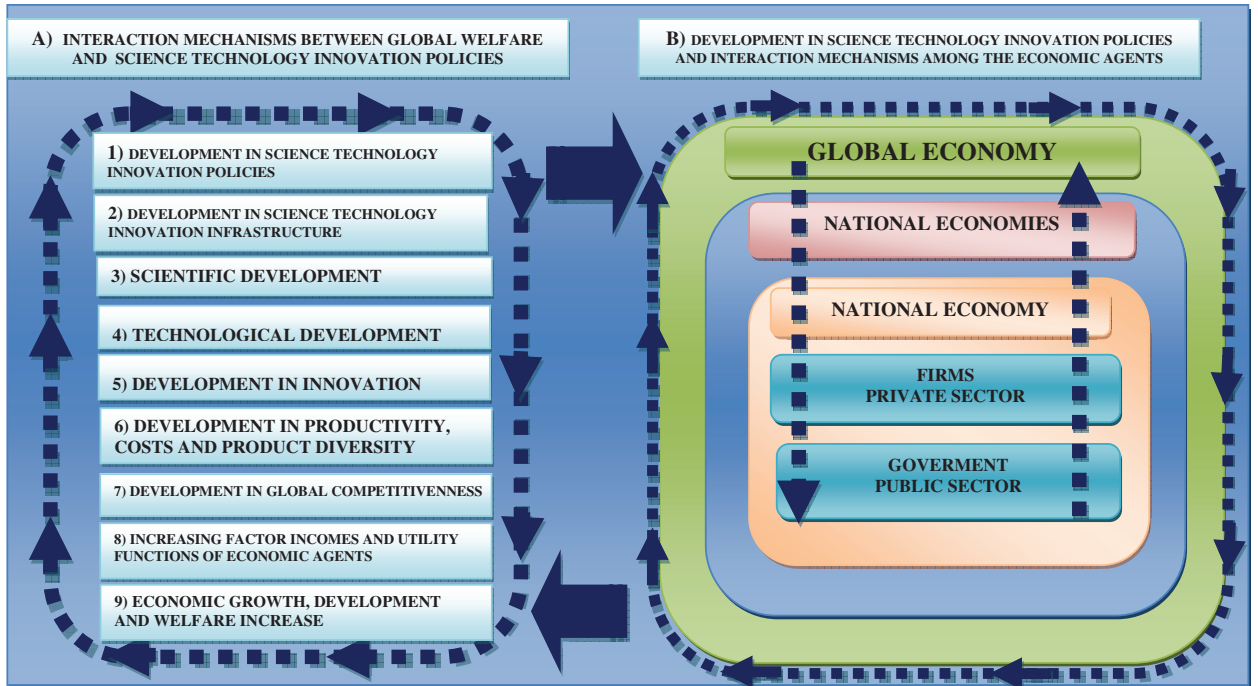 A) INTERACTION MECHANISMS BETWEEN GLOBAL WELFARE
AND SCIENCE TECHNOLOGY INNOVATION POLICIES
1) DEVELOPMENT IN SCIENCE TECHNOLOGY
INNOVATION POLICIES
2) DEVELOPMENT IN SCIENCE TECHNOLOGY
INNOVATION INFRASTRUCTURE
3) SCIENTIFIC DEVELOPMENT
4) TECHNOLOGICAL DEVELOPMENT
5) DEVELOPMENT IN INNOVATION
6) DEVELOPMENT IN PRODUCTIVITY,
COSTS AND PRODUCT DIVERSITY
7) DEVELOPMENT IN GLOBAL COMPETITIVNNESS
8) INCREASING FACTOR INCOMES AND UTILITY
FUNCTIONS OF ECONOMIC AGENTS
9) ECONOMIC GROWTH, DEVELOPMENT
AND WELFARE INCREASE
B) DEVELOPMENT IN SCIENCE TECHNOLOGY INNOVATION POLICIES
AND INTERACTION MECHANISMS AMONG THE ECONOMIC AGENTS
GLOBAL ECONOMY
NATIONAL ECONOMIES
NATIONAL ECONOMY
FIRMS
PRIVATE SECTOR
GOVERMENT
PUBLIC SECTOR